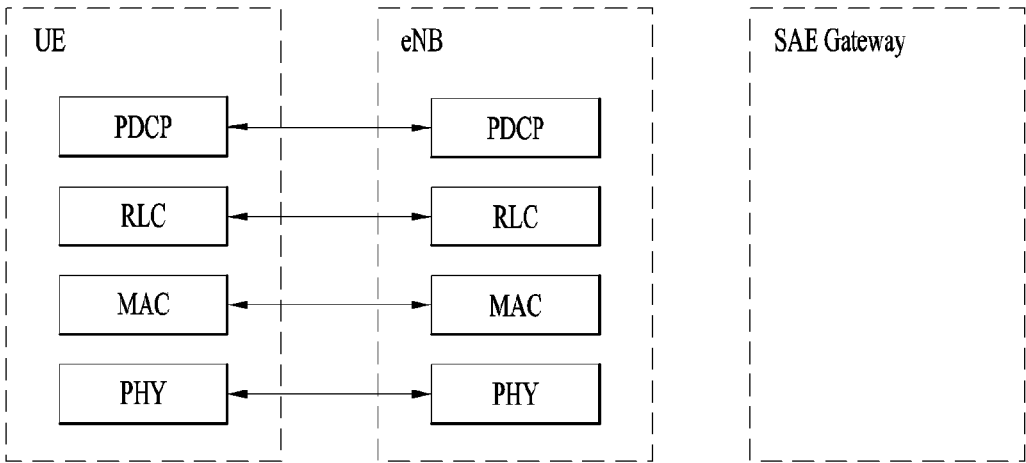 UE
eNB
SAE Gateway
PDCP
PDCP
RLC
RLC
MAC
MAC
PHY
PHY